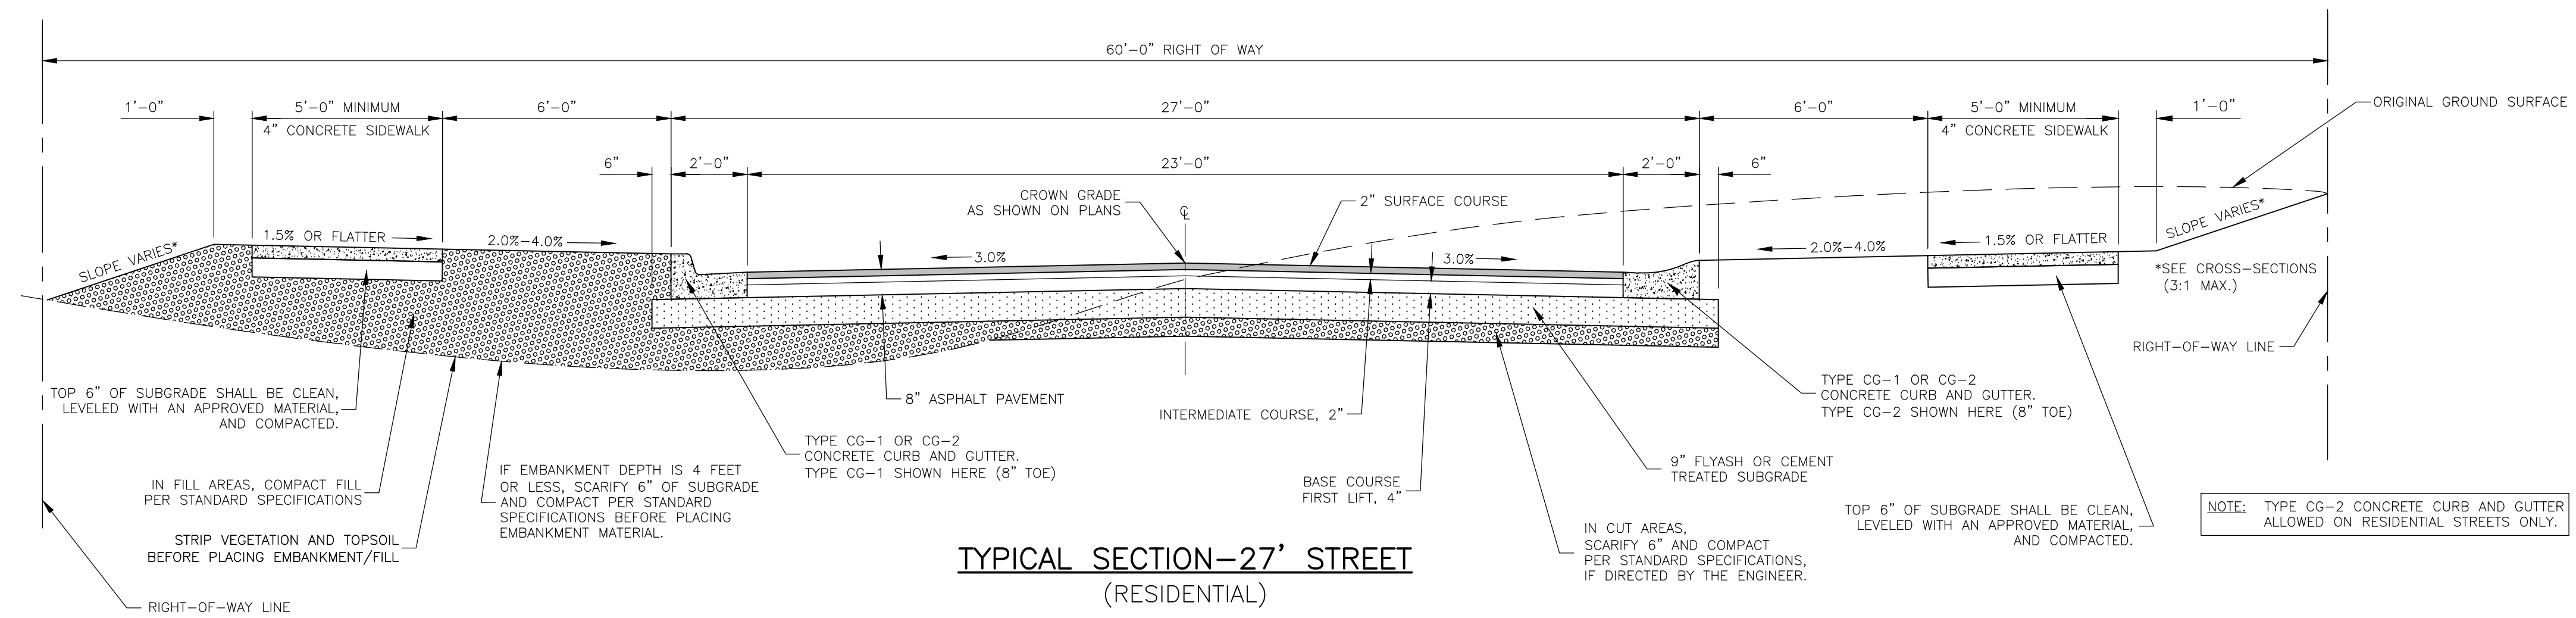 60'-0" RIGHT OF WAY
1'-0"
5'-0" MINIMUM
4" CONCRETE SIDEWALK
6'-0"
27'-0"
6'-0"
5'-0" MINIMUM
4" CONCRETE SIDEWALK
1'-0"
ORIGINAL GROUND SURFACE
6"
2'-0"
23'-0"
2'-0"
6"
CROWN GRADE
AS SHOWN ON PLANS
℄
2" SURFACE COURSE
SLOPE VARIES*
1.5% OR FLATTER
2.0%-4.0%
3.0%
3.0%
2.0%-4.0%
1.5% OR FLATTER
SLOPE VARIES*
*SEE CROSS-SECTIONS
(3:1 MAX.)
RIGHT-OF-WAY LINE
TOP 6" OF SUBGRADE SHALL BE CLEAN,
LEVELED WITH AN APPROVED MATERIAL,
AND COMPACTED.
8" ASPHALT PAVEMENT
INTERMEDIATE COURSE, 2"
TYPE CG-1 OR CG-2
CONCRETE CURB AND GUTTER.
TYPE CG-2 SHOWN HERE (8" TOE)
TYPE CG-1 OR CG-2
CONCRETE CURB AND GUTTER.
TYPE CG-1 SHOWN HERE (8" TOE)
IN FILL AREAS, COMPACT FILL
PER STANDARD SPECIFICATIONS
IF EMBANKMENT DEPTH IS 4 FEET
OR LESS, SCARIFY 6" OF SUBGRADE
AND COMPACT PER STANDARD
SPECIFICATIONS BEFORE PLACING
EMBANKMENT MATERIAL.
BASE COURSE
FIRST LIFT, 4"
9" FLYASH OR CEMENT
TREATED SUBGRADE
STRIP VEGETATION AND TOPSOIL
BEFORE PLACING EMBANKMENT/FILL
IN CUT AREAS,
SCARIFY 6" AND COMPACT
PER STANDARD SPECIFICATIONS,
IF DIRECTED BY THE ENGINEER.
TOP 6" OF SUBGRADE SHALL BE CLEAN,
LEVELED WITH AN APPROVED MATERIAL,
AND COMPACTED.
NOTE: TYPE CG-2 CONCRETE CURB AND GUTTER
ALLOWED ON RESIDENTIAL STREETS ONLY.
RIGHT-OF-WAY LINE
TYPICAL SECTION-27' STREET
(RESIDENTIAL)